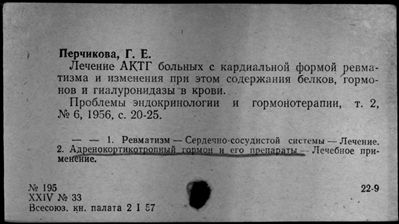 Перчикова, Г. Е.
Лечение АКТГ больных с кардиальной формой ревма-
тизма и изменения при этом содержания белков, гормо-
нов и гиалуронидазы в крови.
Проблемы эндокринологии и гормонотерапии, т. 2,
№ 6, 1956, с. 20-25.
— — 1. Ревматизм — Сердечно-сосудистой системы — Лечение.
2. Адренокортикотропный гормон и его препараты — Лечебное при-
менение.
№ 195 22-9
XXIV № 33
Всесоюз. кн. палата 2 I 57